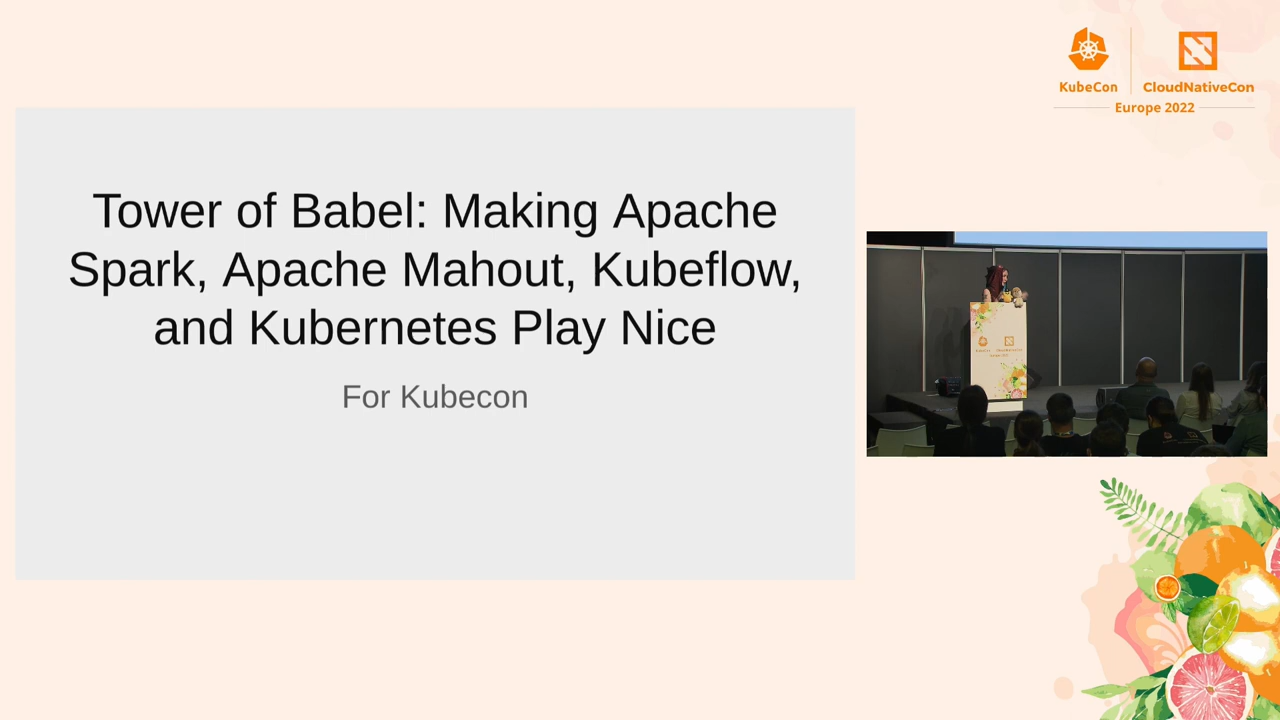 KubeCon
CloudNativeCon
Europe 2022
Tower of Babel: Making Apache
Spark, Apache Mahout, Kubeflow,
and Kubernetes Play Nice
For Kubecon